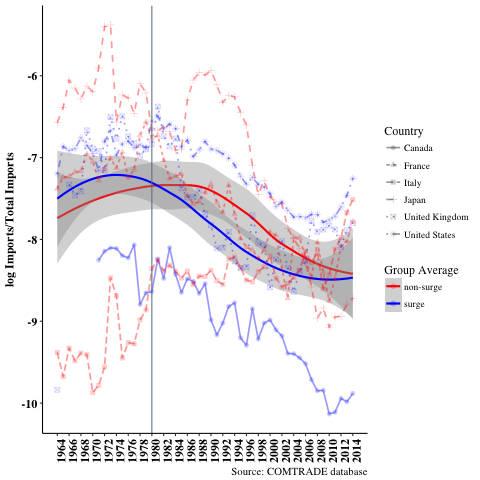 log Imports/Total Imports
-6
-7
-8
-9
-10
1964
1966
1968
1970
1972
1974
1976
1978
1980
1982
1984
1986
1988
1990
1992
1994
1996
1998
2000
2002
2004
2006
2008
2010
2012
2014
Source: COMTRADE database
Country
Canada
France
Italy
Japan
United Kingdom
United States
Group Average
non-surge
surge